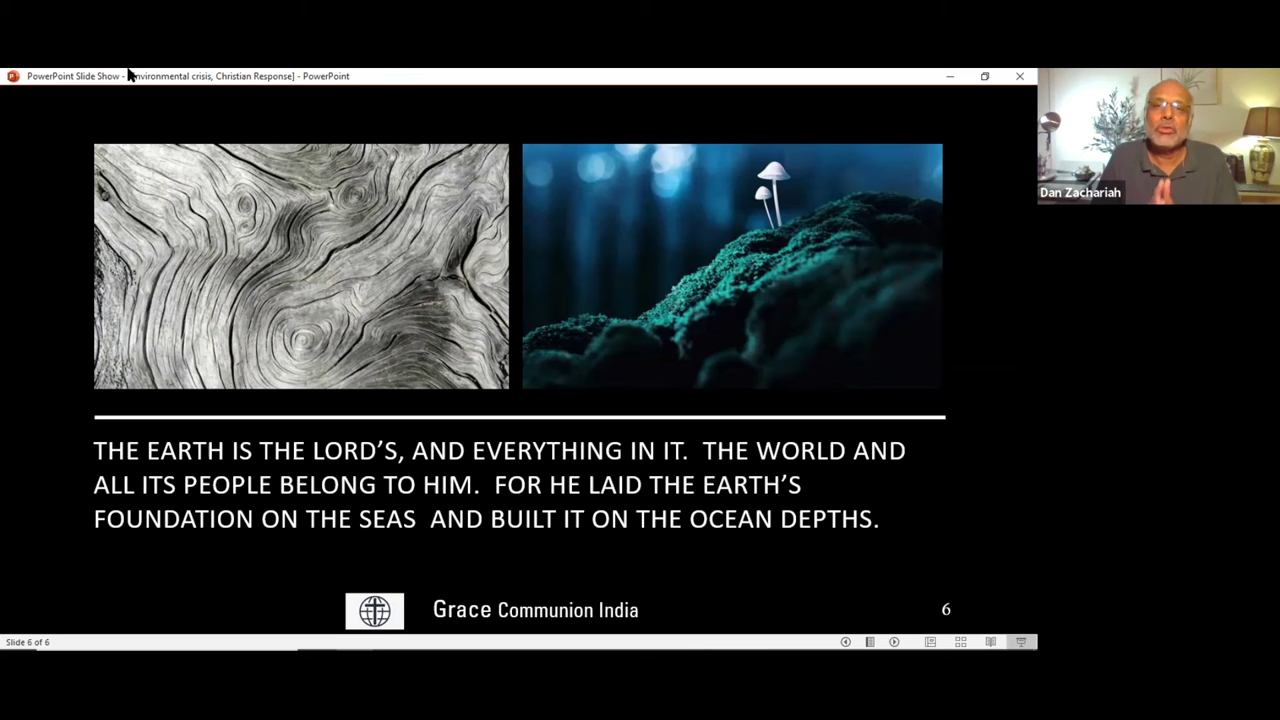 PowerPoint Slide Show - [Environmental crisis, Christian Response] - PowerPoint
Dan Zachariah
THE EARTH IS THE LORD’S, AND EVERYTHING IN IT. THE WORLD AND
ALL ITS PEOPLE BELONG TO HIM. FOR HE LAID THE EARTH’S
FOUNDATION ON THE SEAS AND BUILT IT ON THE OCEAN DEPTHS.
Grace Communion India
6
Slide 6 of 6